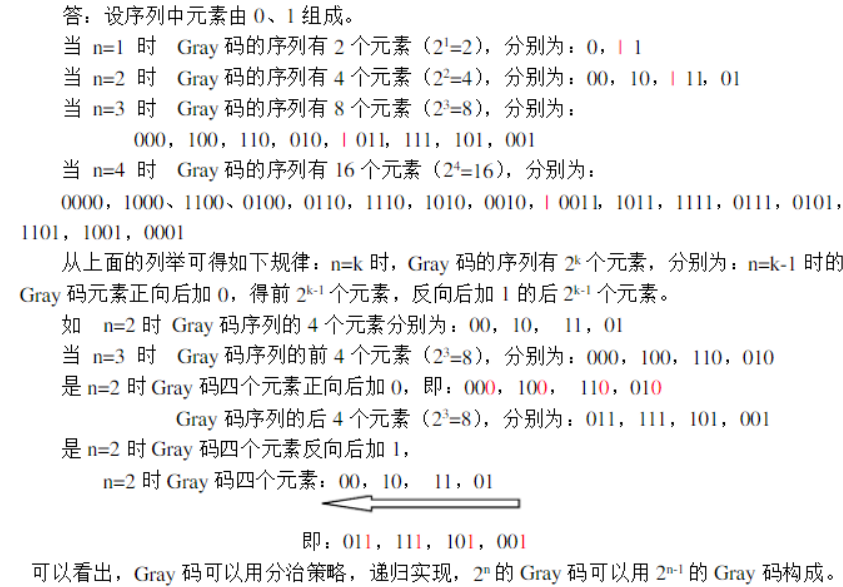 答：设序列中元素由 0、1 组成。
当 n=1 时 Gray 码的序列有 2 个元素（2¹=2），分别为：0，| 1
当 n=2 时 Gray 码的序列有 4 个元素（2²=4），分别为：00，10，| 11，01
当 n=3 时 Gray 码的序列有 8 个元素（2³=8），分别为：
000，100，110，010，| 011，111，101，001
当 n=4 时 Gray 码的序列有 16 个元素（2⁴=16），分别为：
0000，1000、1100、0100，0110，1110，1010，0010，| 0011，1011，1111，0111，0101，
1101，1001，0001
从上面的列举可得如下规律：n=k 时，Gray 码的序列有 2ᵏ 个元素，分别为：n=k-1 时的
Gray 码元素正向后加 0，得前 2ᵏ⁻¹ 个元素，反向后加 1 的后 2ᵏ⁻¹ 个元素。
如 n=2 时 Gray 码序列的 4 个元素分别为：00，10， 11，01
当 n=3 时 Gray 码序列的前 4 个元素（2³=8），分别为：000，100，110，010
是 n=2 时 Gray 码四个元素正向后加 0，即：000，100， 110，010
Gray 码序列的后 4 个元素（2³=8），分别为：011，111，101，001
是 n=2 时 Gray 码四个元素反向后加 1，
n=2 时 Gray 码四个元素：00，10， 11，01
即：011，111，101，001
可以看出，Gray 码可以用分治策略，递归实现，2ⁿ 的 Gray 码可以用 2ⁿ⁻¹ 的 Gray 码构成。